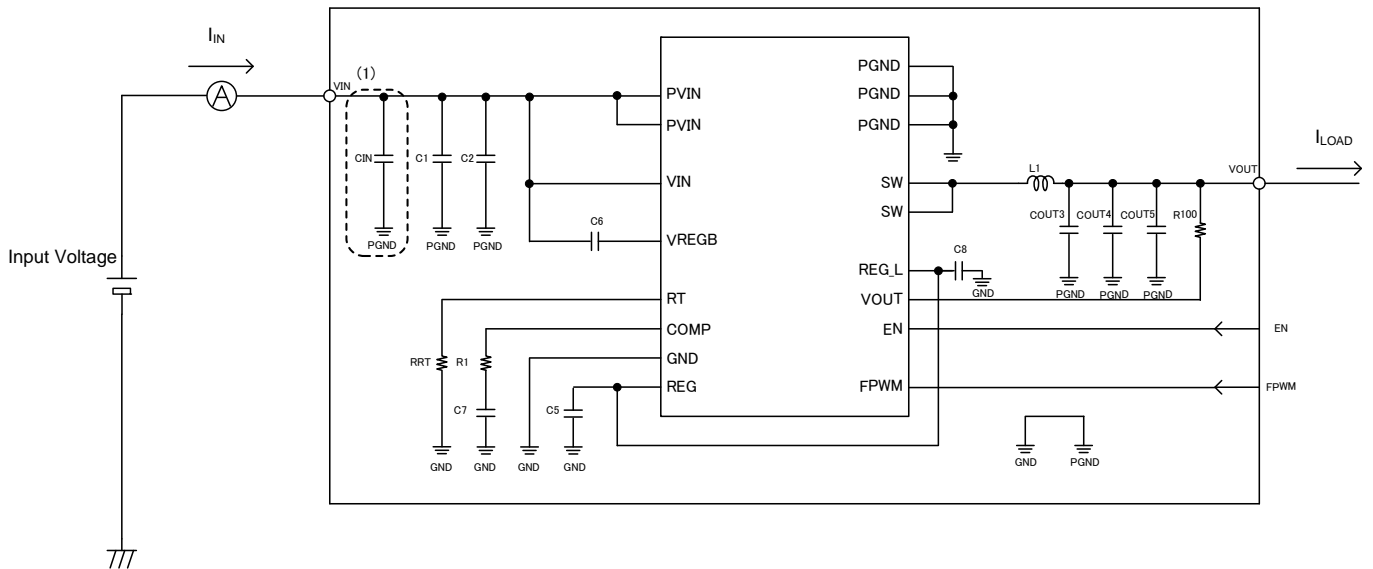 I_IN
A
VIN
(1)
CIN
PGND
C1
PGND
C2
PGND
C6
PVIN
PVIN
VIN
VREGB
RT
COMP
GND
REG
PGND
PGND
PGND
SW
SW
REG_L
VOUT
EN
FPWM
L1
COUT3
COUT4
COUT5
R100
PGND
PGND
PGND
C8
GND
VOUT
I_LOAD
EN
FPWM
Input Voltage
RRT
R1
C7
C5
GND
GND
GND
GND
GND
PGND